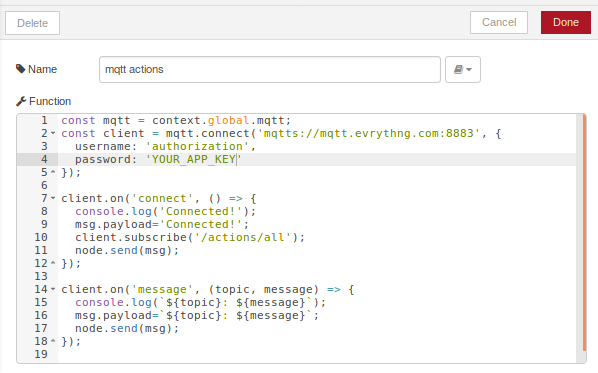 Delete
Cancel
Done
Name
mqtt actions
Function
1 const mqtt = context.global.mqtt;
2 const client = mqtt.connect('mqtts://mqtt.evrythng.com:8883', {
3   username: 'authorization',
4   password: 'YOUR_APP_KEY'
5 });
6
7 client.on('connect', () => {
8   console.log('Connected!');
9   msg.payload='Connected!';
10   client.subscribe('/actions/all');
11   node.send(msg);
12 });
13
14 client.on('message', (topic, message) => {
15   console.log(`${topic}: ${message}`);
16   msg.payload=`${topic}: ${message}`;
17   node.send(msg);
18 });
19